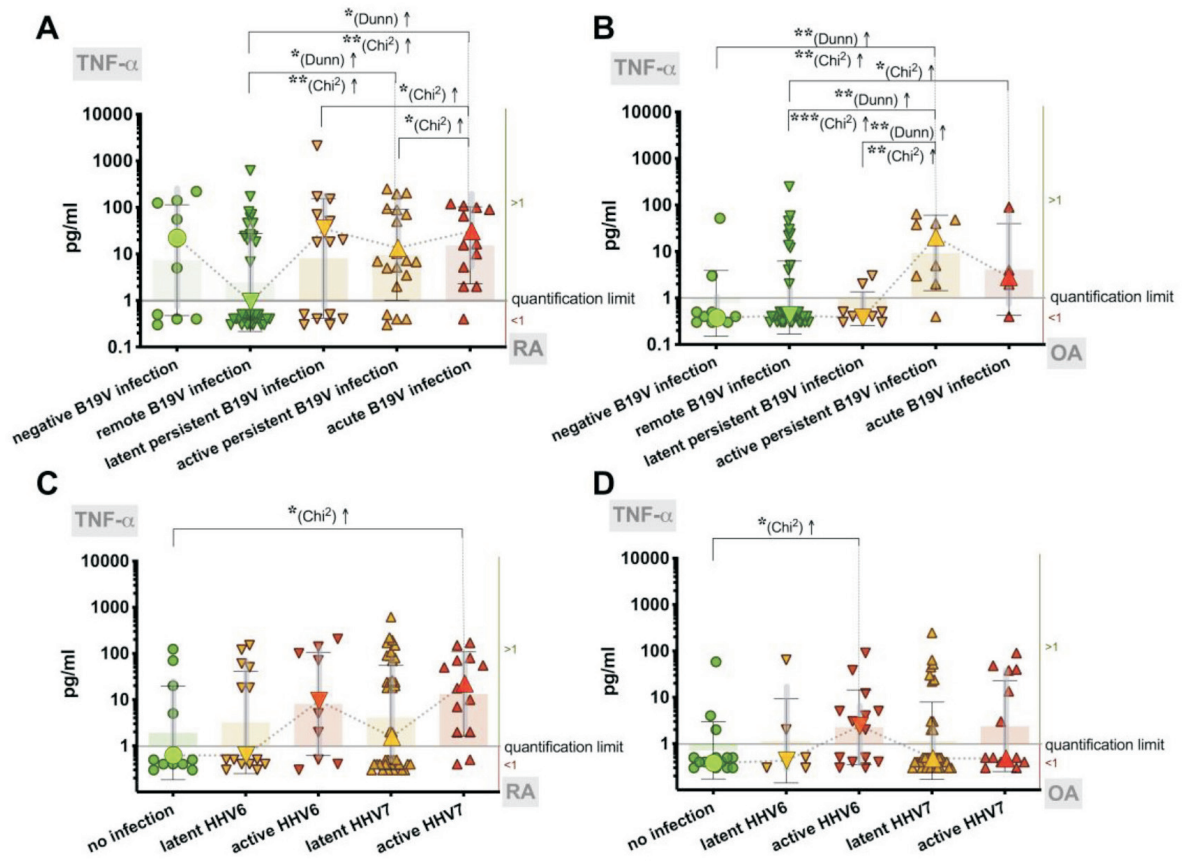 A
TNF-α
*(Dunn) ↑
**(Chi²) ↑
*(Dunn) ↑
**(Chi²) ↑
*(Chi²) ↑
*(Chi²) ↑
pg/ml
10000
1000
100
10
1
0.1
>1
quantification limit
<1
RA
negative B19V infection
remote B19V infection
latent persistent B19V infection
active persistent B19V infection
acute B19V infection
B
TNF-α
**(Dunn) ↑
**(Chi²) ↑
*(Chi²) ↑
**(Dunn) ↑
***(Chi²) ↑
**(Dunn) ↑
**(Chi²) ↑
pg/ml
10000
1000
100
10
1
0.1
>1
quantification limit
<1
OA
negative B19V infection
remote B19V infection
latent persistent B19V infection
active persistent B19V infection
acute B19V infection
C
TNF-α
*(Chi²) ↑
pg/ml
10000
1000
100
10
1
>1
quantification limit
<1
RA
no infection
latent HHV6
active HHV6
latent HHV7
active HHV7
D
TNF-α
*(Chi²) ↑
pg/ml
10000
1000
100
10
1
>1
quantification limit
<1
OA
no infection
latent HHV6
active HHV6
latent HHV7
active HHV7